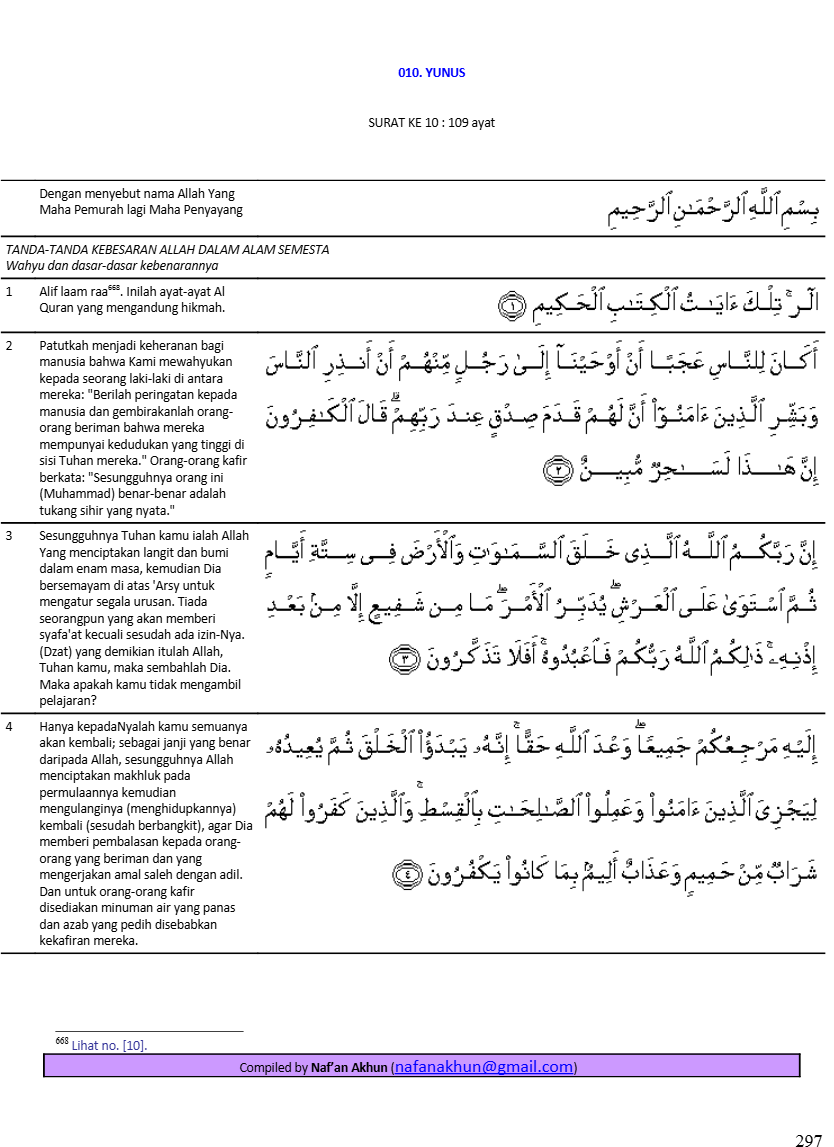 010. YUNUS
SURAT KE 10 : 109 ayat
Dengan menyebut nama Allah Yang
Maha Pemurah lagi Maha Penyayang
بِسْمِ ٱللَّهِ ٱلرَّحْمَـٰنِ ٱلرَّحِيمِ
TANDA-TANDA KEBESARAN ALLAH DALAM ALAM SEMESTA
Wahyu dan dasar-dasar kebenarannya
1
Alif laam raa⁶⁶⁸. Inilah ayat-ayat Al
Quran yang mengandung hikmah.
الٓر ۚ تِلْكَ ءَايَـٰتُ ٱلْكِتَـٰبِ ٱلْحَكِيمِ ﴿١﴾
2
Patutkah menjadi keheranan bagi
manusia bahwa Kami mewahyukan
kepada seorang laki-laki di antara
mereka: "Berilah peringatan kepada
manusia dan gembirakanlah orang-
orang beriman bahwa mereka
mempunyai kedudukan yang tinggi di
sisi Tuhan mereka." Orang-orang kafir
berkata: "Sesungguhnya orang ini
(Muhammad) benar-benar adalah
tukang sihir yang nyata."
أَكَانَ لِلنَّاسِ عَجَبًا أَنْ أَوْحَيْنَآ إِلَىٰ رَجُلٍ مِّنْهُمْ أَنْ أَنذِرِ ٱلنَّاسَ
وَبَشِّرِ ٱلَّذِينَ ءَامَنُوٓا۟ أَنَّ لَهُمْ قَدَمَ صِدْقٍ عِندَ رَبِّهِمْ ۗ قَالَ ٱلْكَـٰفِرُونَ
إِنَّ هَـٰذَا لَسَـٰحِرٌ مُّبِينٌ ﴿٢﴾
3
Sesungguhnya Tuhan kamu ialah Allah
Yang menciptakan langit dan bumi
dalam enam masa, kemudian Dia
bersemayam di atas 'Arsy untuk
mengatur segala urusan. Tiada
seorangpun yang akan memberi
syafa'at kecuali sesudah ada izin-Nya.
(Dzat) yang demikian itulah Allah,
Tuhan kamu, maka sembahlah Dia.
Maka apakah kamu tidak mengambil
pelajaran?
إِنَّ رَبَّكُمُ ٱللَّهُ ٱلَّذِى خَلَقَ ٱلسَّمَـٰوَٰتِ وَٱلْأَرْضَ فِى سِتَّةِ أَيَّامٍ
ثُمَّ ٱسْتَوَىٰ عَلَى ٱلْعَرْشِ ۖ يُدَبِّرُ ٱلْأَمْرَ ۖ مَا مِن شَفِيعٍ إِلَّا مِنۢ بَعْدِ
إِذْنِهِۦ ۚ ذَٰلِكُمُ ٱللَّهُ رَبُّكُمْ فَٱعْبُدُوهُ ۚ أَفَلَا تَذَكَّرُونَ ﴿٣﴾
4
Hanya kepadaNyalah kamu semuanya
akan kembali; sebagai janji yang benar
daripada Allah, sesungguhnya Allah
menciptakan makhluk pada
permulaannya kemudian
mengulanginya (menghidupkannya)
kembali (sesudah berbangkit), agar Dia
memberi pembalasan kepada orang-
orang yang beriman dan yang
mengerjakan amal saleh dengan adil.
Dan untuk orang-orang kafir
disediakan minuman air yang panas
dan azab yang pedih disebabkan
kekafiran mereka.
إِلَيْهِ مَرْجِعُكُمْ جَمِيعًا ۖ وَعْدَ ٱللَّهِ حَقًّا ۚ إِنَّهُۥ يَبْدَؤُا۟ ٱلْخَلْقَ ثُمَّ يُعِيدُهُۥ
لِيَجْزِىَ ٱلَّذِينَ ءَامَنُوا۟ وَعَمِلُوا۟ ٱلصَّـٰلِحَـٰتِ بِٱلْقِسْطِ ۚ وَٱلَّذِينَ كَفَرُوا۟ لَهُمْ
شَرَابٌ مِّنْ حَمِيمٍ وَعَذَابٌ أَلِيمٌۢ بِمَا كَانُوا۟ يَكْفُرُونَ ﴿٤﴾
⁶⁶⁸ Lihat no. [10].
Compiled by Naf'an Akhun (nafanakhun@gmail.com)
297